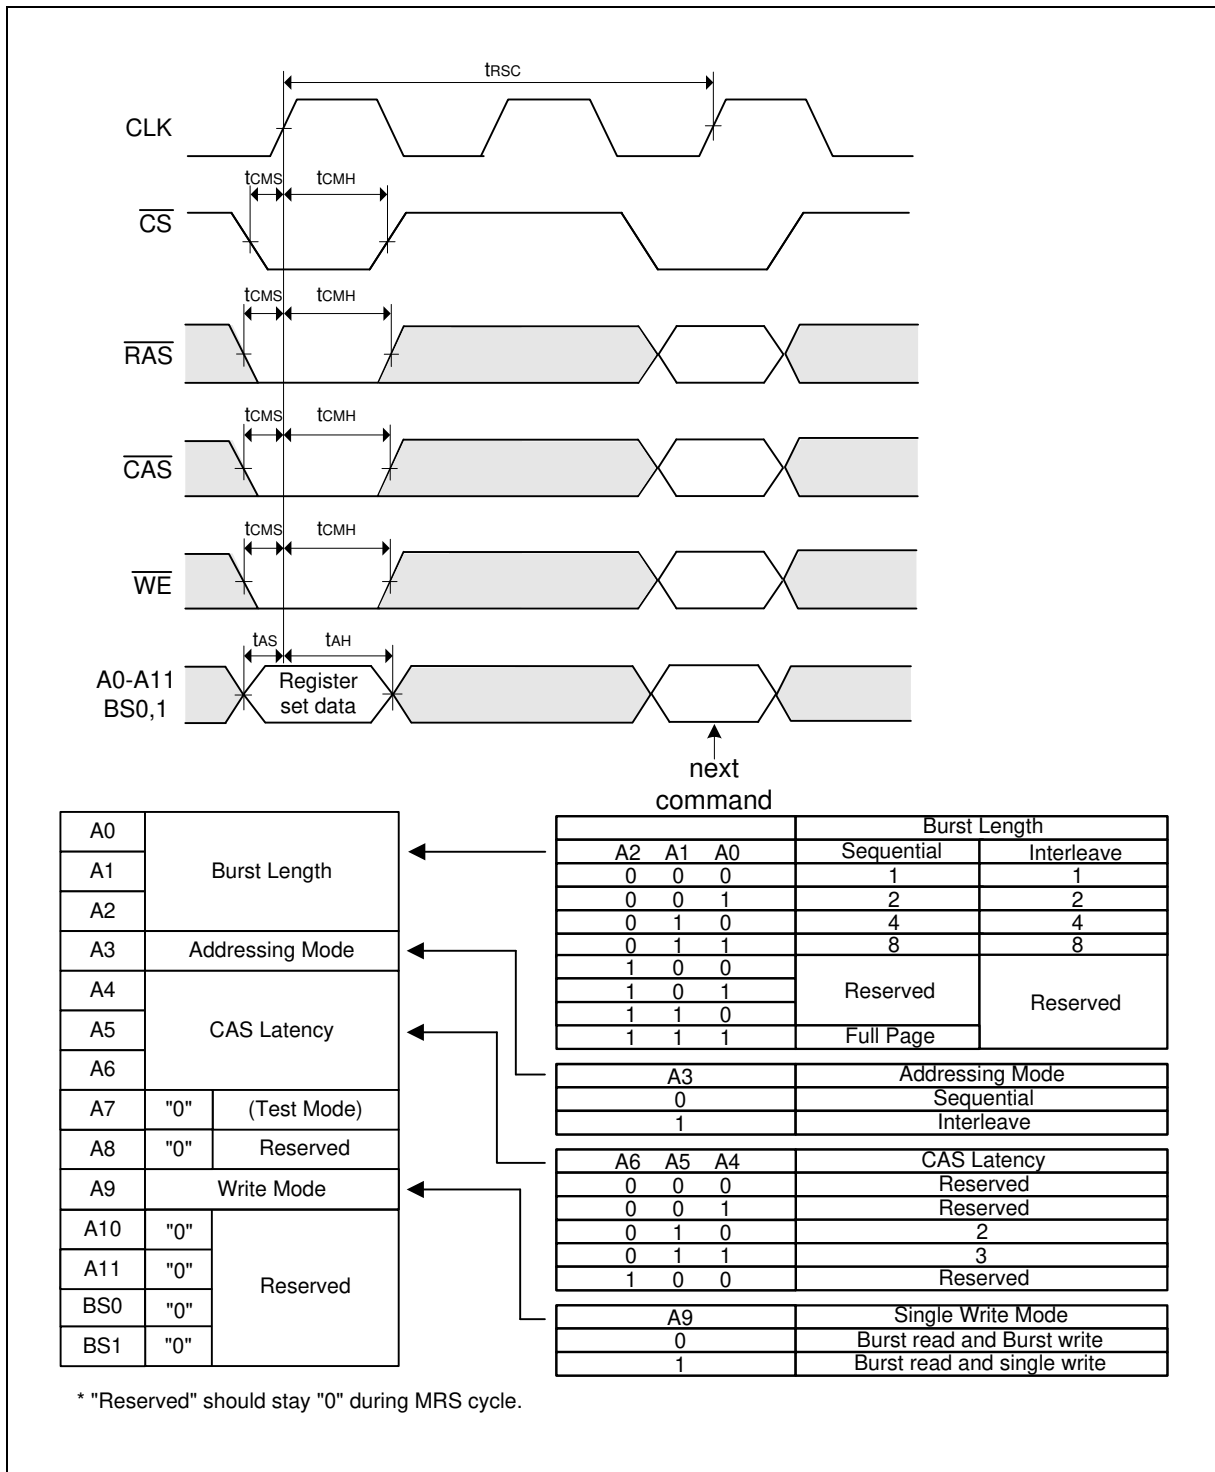 tRSC
CLK
tCMS tCMH
CS
tCMS tCMH
RAS
tCMS tCMH
CAS
tCMS tCMH
WE
tAS tAH
A0-A11
BS0,1
Register
set data
next
command
A0
A1
A2
Burst Length
A3 Addressing Mode
A4
A5
A6
CAS Latency
A7 "0" (Test Mode)
A8 "0" Reserved
A9 Write Mode
A10 "0"
A11 "0"
BS0 "0"
BS1 "0"
Reserved
Burst Length
A2 A1 A0 Sequential Interleave
0 0 0 1 1
0 0 1 2 2
0 1 0 4 4
0 1 1 8 8
1 0 0
1 0 1 Reserved
1 1 0
Reserved
1 1 1 Full Page
A3 Addressing Mode
0 Sequential
1 Interleave
A6 A5 A4 CAS Latency
0 0 0 Reserved
0 0 1 Reserved
0 1 0 2
0 1 1 3
1 0 0 Reserved
A9 Single Write Mode
0 Burst read and Burst write
1 Burst read and single write
* "Reserved" should stay "0" during MRS cycle.